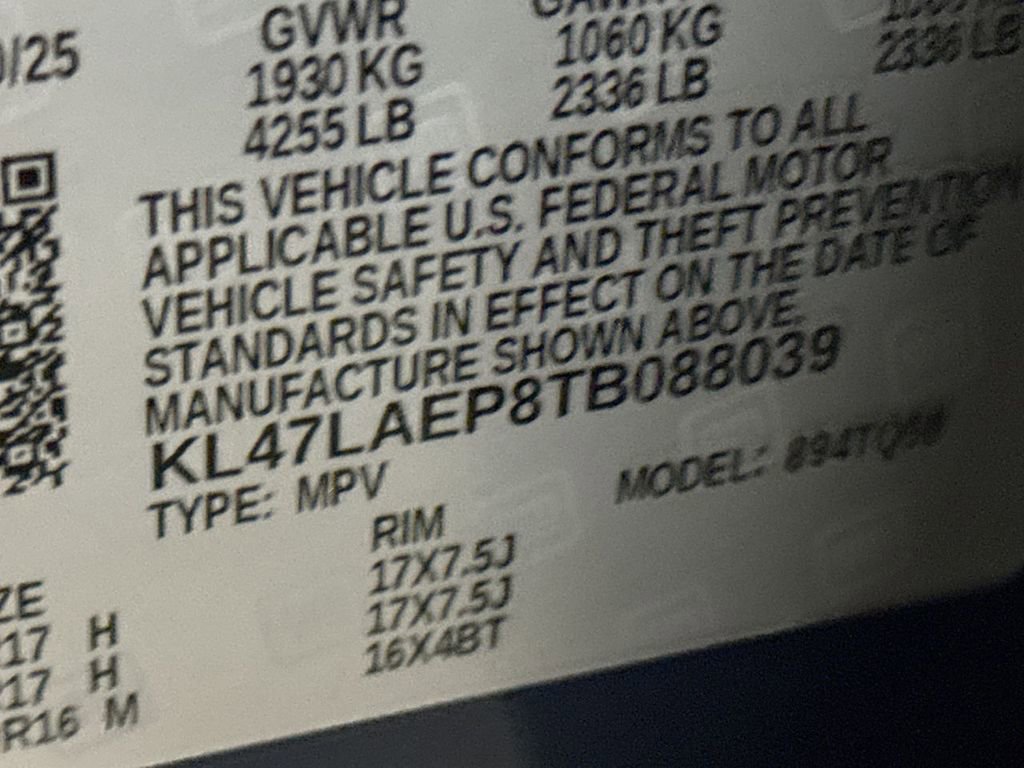 0/25
GVWR
1930 KG
4255 LB
1060 KG
2336 LB
2336 LB
THIS VEHICLE CONFORMS TO ALL
APPLICABLE U.S. FEDERAL MOTOR
VEHICLE SAFETY AND THEFT PREVENTION
STANDARDS IN EFFECT ON THE DATE OF
MANUFACTURE SHOWN ABOVE.
KL47LAEP8TB088039
TYPE: MPV
MODEL:
RIM
17X7.5J
17X7.5J
16X4BT
ZE
17 H
17 H
R16 M